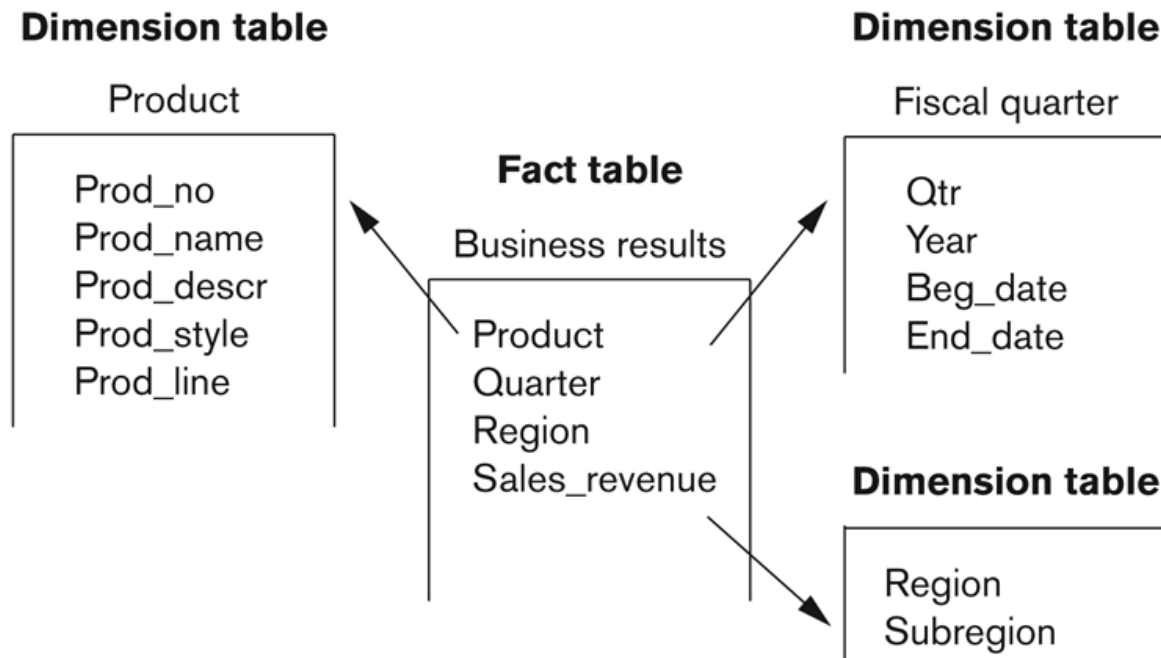 Dimension table
Product
Prod_no
Prod_name
Prod_descr
Prod_style
Prod_line
Fact table
Business results
Product
Quarter
Region
Sales_revenue
Dimension table
Fiscal quarter
Qtr
Year
Beg_date
End_date
Dimension table
Region
Subregion